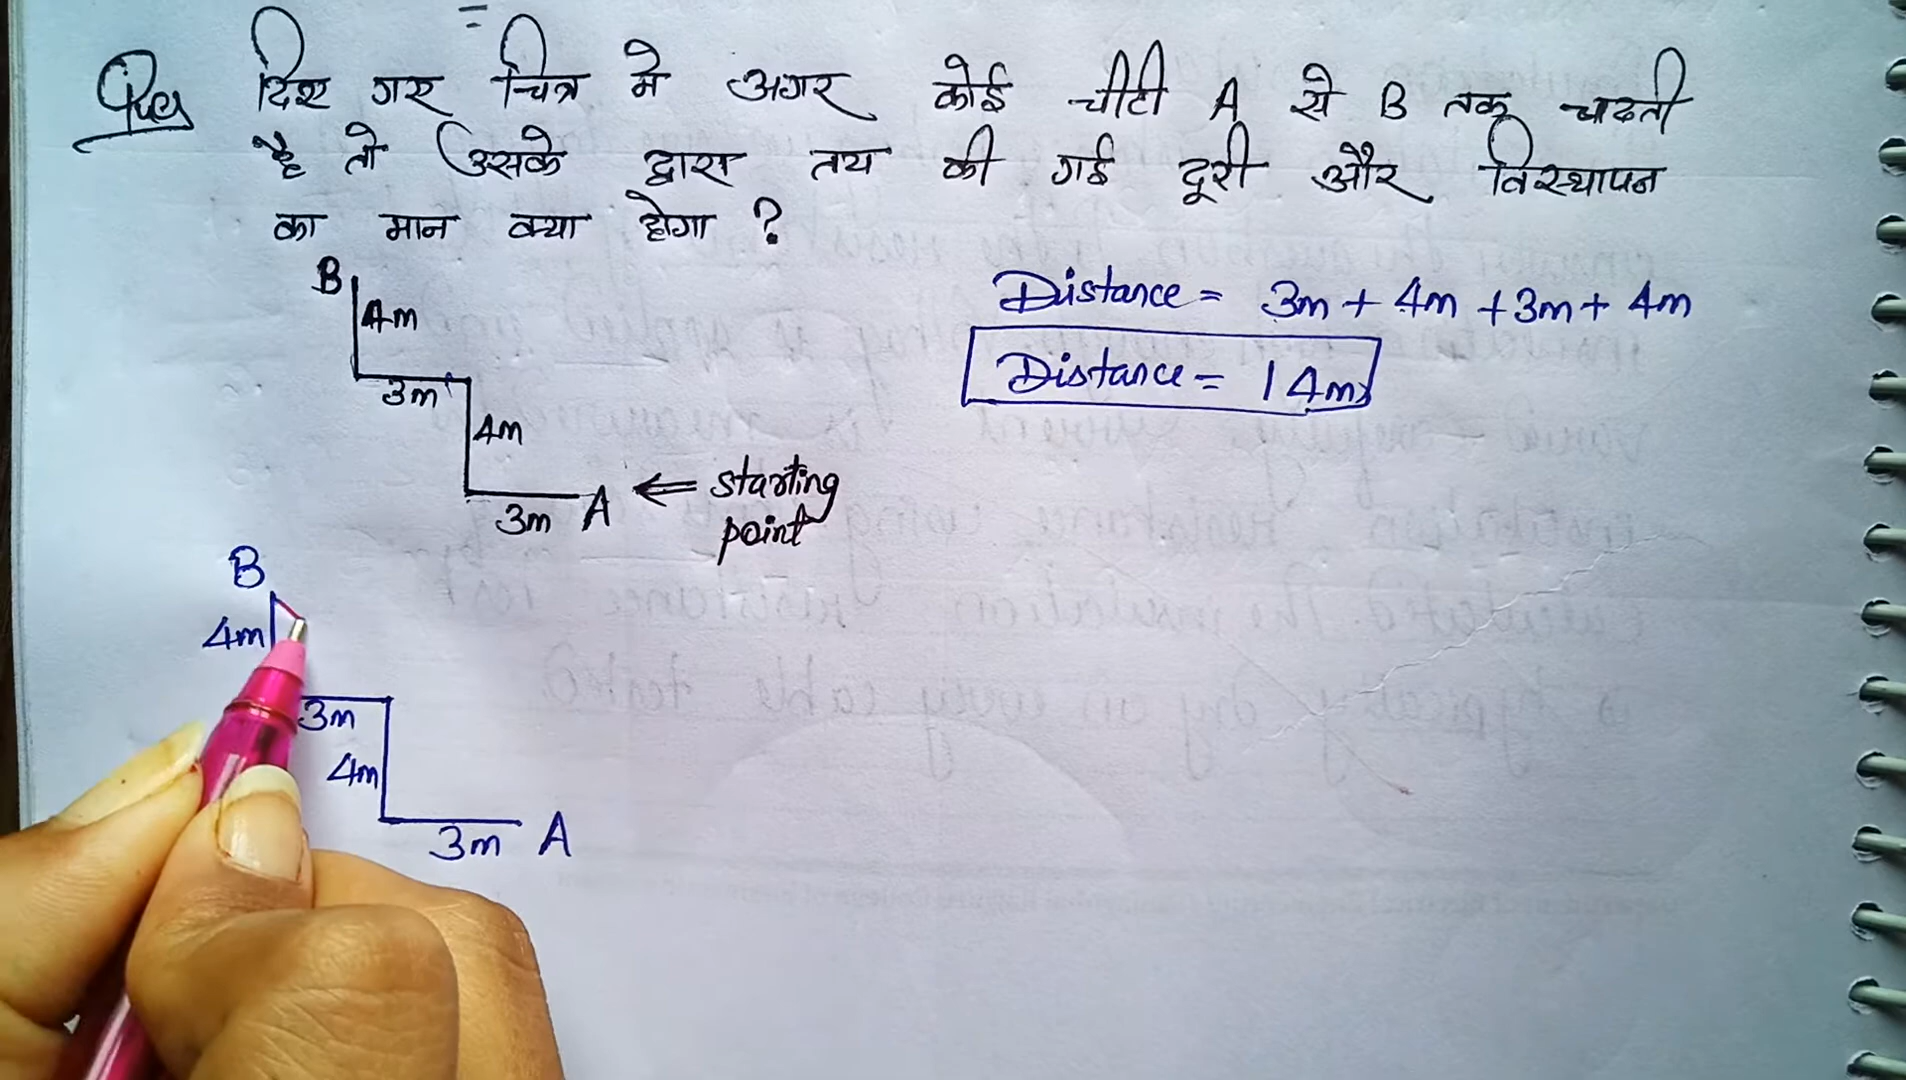 Que दिए गए चित्र मे अगर कोई चीटी A से B तक चढती
है तो उसके द्वारा तय की गई दूरी और विस्थापन
का मान क्या होगा ?
B
4m
3m
4m
3m A ⇐ starting
point
Distance = 3m + 4m + 3m + 4m
Distance = 14m
B
4m
3m
4m
3m A